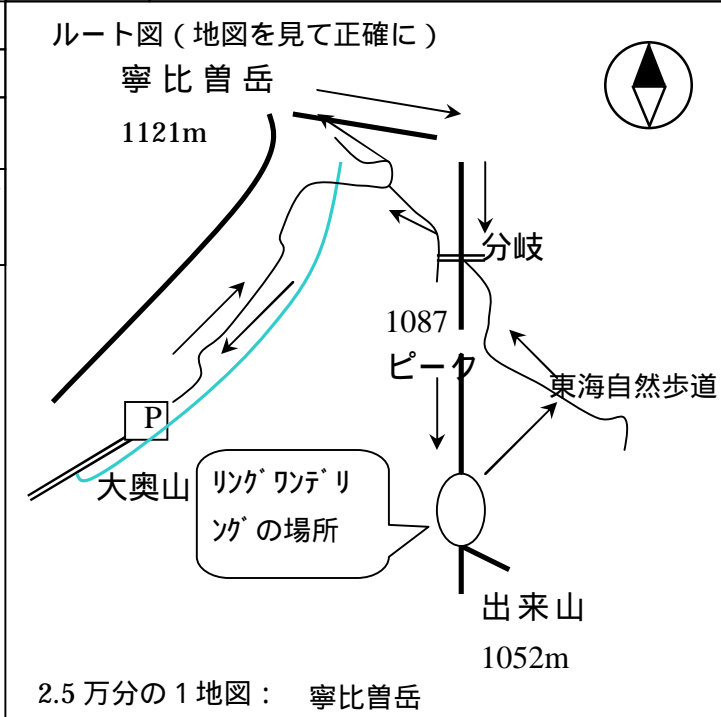 ルート図（地図を見て正確に）
寧比曽岳
1121m
分岐
1087
ピーク
東海自然歩道
P
大奥山
ﾘﾝｸﾞﾜﾝﾃﾞﾘ
ﾝｸﾞの場所
出来山
1052m
2.5万分の1地図： 寧比曽岳